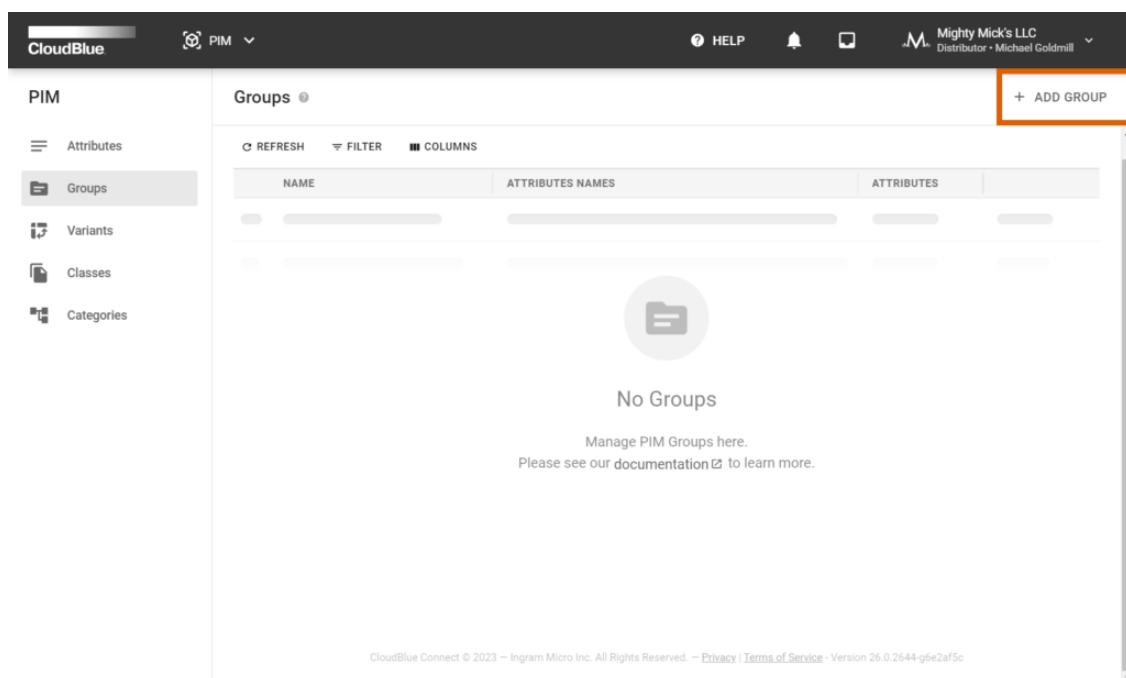 CloudBlue
PIM
HELP
Mighty Mick's LLC
.M.
Distributor • Michael Goldmill
PIM
Groups
+ ADD GROUP
Attributes
REFRESH FILTER COLUMNS
Groups
NAME ATTRIBUTES NAMES ATTRIBUTES
Variants
Classes
Categories
No Groups
Manage PIM Groups here.
Please see our documentation to learn more.
CloudBlue Connect © 2023 — Ingram Micro Inc. All Rights Reserved. — Privacy | Terms of Service - Version 26.0.2644-g6e2af5c